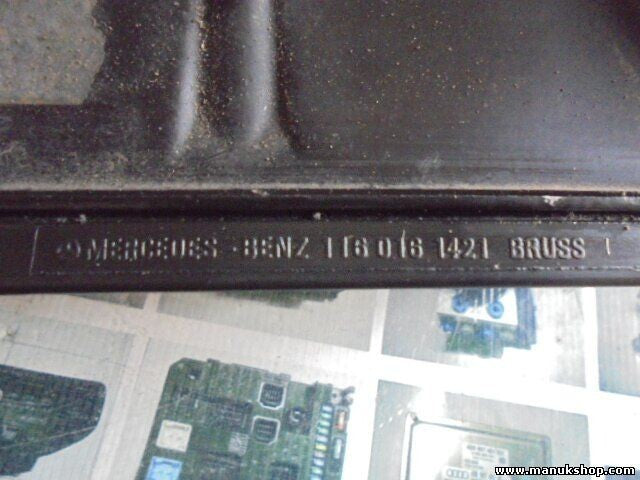 MERCEDES-BENZ 116 016 1421 BRUSS
www.manukshop.com